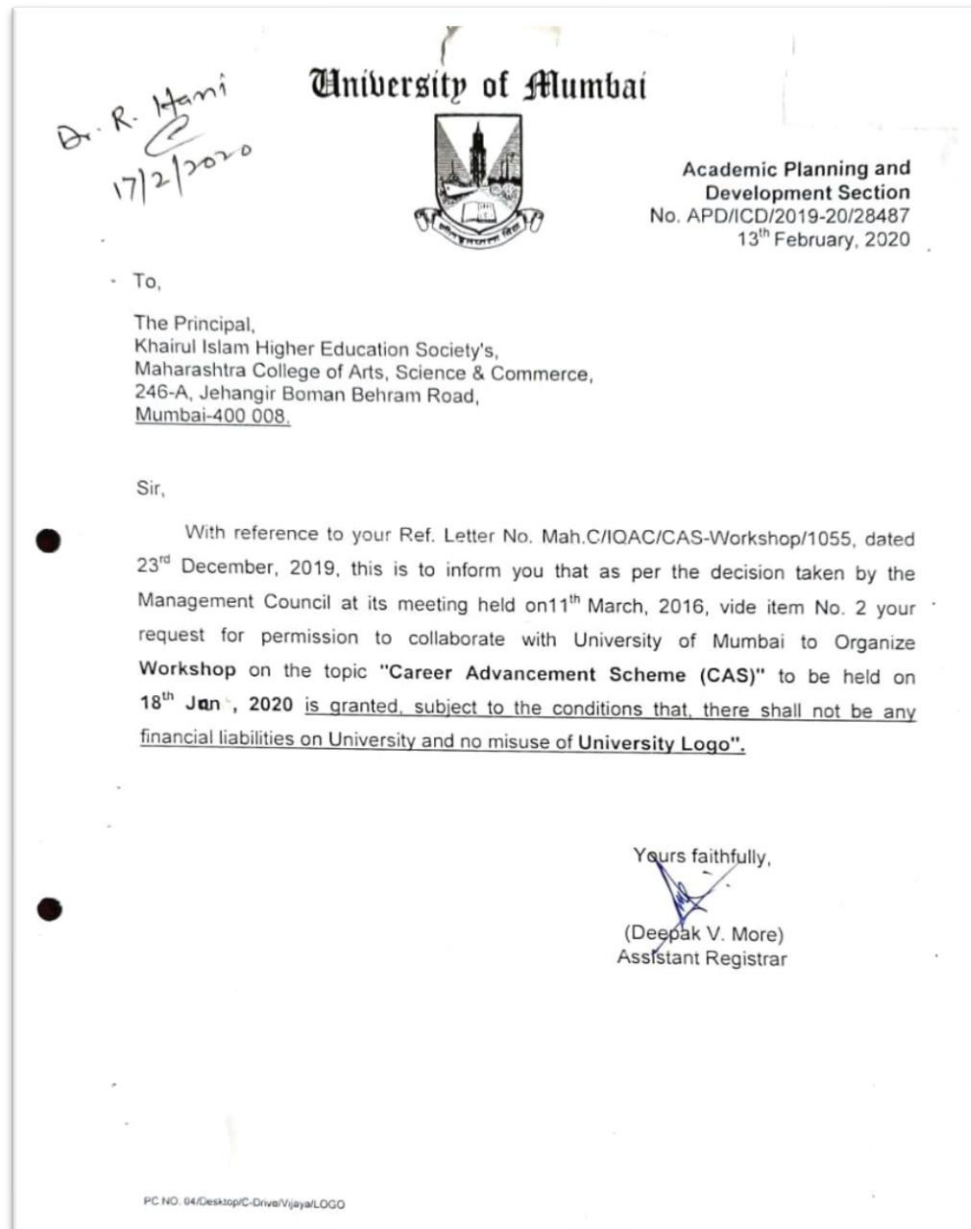 University of Mumbai
Dr. R. Hani
17/2/2020
Academic Planning and
Development Section
No. APD/ICD/2019-20/28487
13th February, 2020
To,
The Principal,
Khairul Islam Higher Education Society's,
Maharashtra College of Arts, Science & Commerce,
246-A, Jehangir Boman Behram Road,
Mumbai-400 008.
Sir,
With reference to your Ref. Letter No. Mah.C/IQAC/CAS-Workshop/1055, dated
23rd December, 2019, this is to inform you that as per the decision taken by the
Management Council at its meeting held on11th March, 2016, vide item No. 2 your
request for permission to collaborate with University of Mumbai to Organize
Workshop on the topic "Career Advancement Scheme (CAS)" to be held on
18th Jan , 2020 is granted, subject to the conditions that, there shall not be any
financial liabilities on University and no misuse of University Logo".
Yours faithfully,
(Deepak V. More)
Assistant Registrar
PC NO. 04/Desktop/C-Drive/Vijaya/LOGO